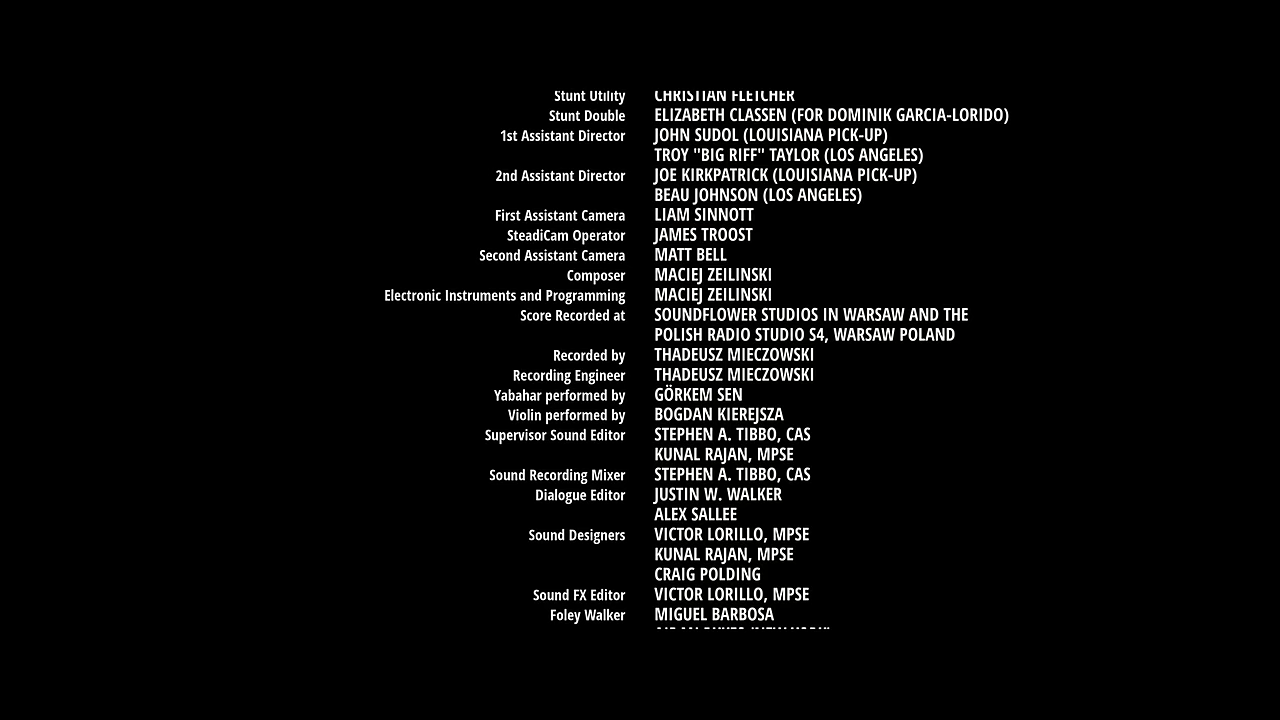 Stunt Utility CHRISTIAN FLETCHER
Stunt Double ELIZABETH CLASSEN (FOR DOMINIK GARCIA-LORIDO)
1st Assistant Director JOHN SUDOL (LOUISIANA PICK-UP)
TROY "BIG RIFF" TAYLOR (LOS ANGELES)
2nd Assistant Director JOE KIRKPATRICK (LOUISIANA PICK-UP)
BEAU JOHNSON (LOS ANGELES)
First Assistant Camera LIAM SINNOTT
SteadiCam Operator JAMES TROOST
Second Assistant Camera MATT BELL
Composer MACIEJ ZEILINSKI
Electronic Instruments and Programming MACIEJ ZEILINSKI
Score Recorded at SOUNDFLOWER STUDIOS IN WARSAW AND THE
POLISH RADIO STUDIO S4, WARSAW POLAND
Recorded by THADEUSZ MIECZOWSKI
Recording Engineer THADEUSZ MIECZOWSKI
Yabahar performed by GÖRKEM SEN
Violin performed by BOGDAN KIEREJSZA
Supervisor Sound Editor STEPHEN A. TIBBO, CAS
KUNAL RAJAN, MPSE
Sound Recording Mixer STEPHEN A. TIBBO, CAS
Dialogue Editor JUSTIN W. WALKER
ALEX SALLEE
Sound Designers VICTOR LORILLO, MPSE
KUNAL RAJAN, MPSE
CRAIG POLDING
Sound FX Editor VICTOR LORILLO, MPSE
Foley Walker MIGUEL BARBOSA